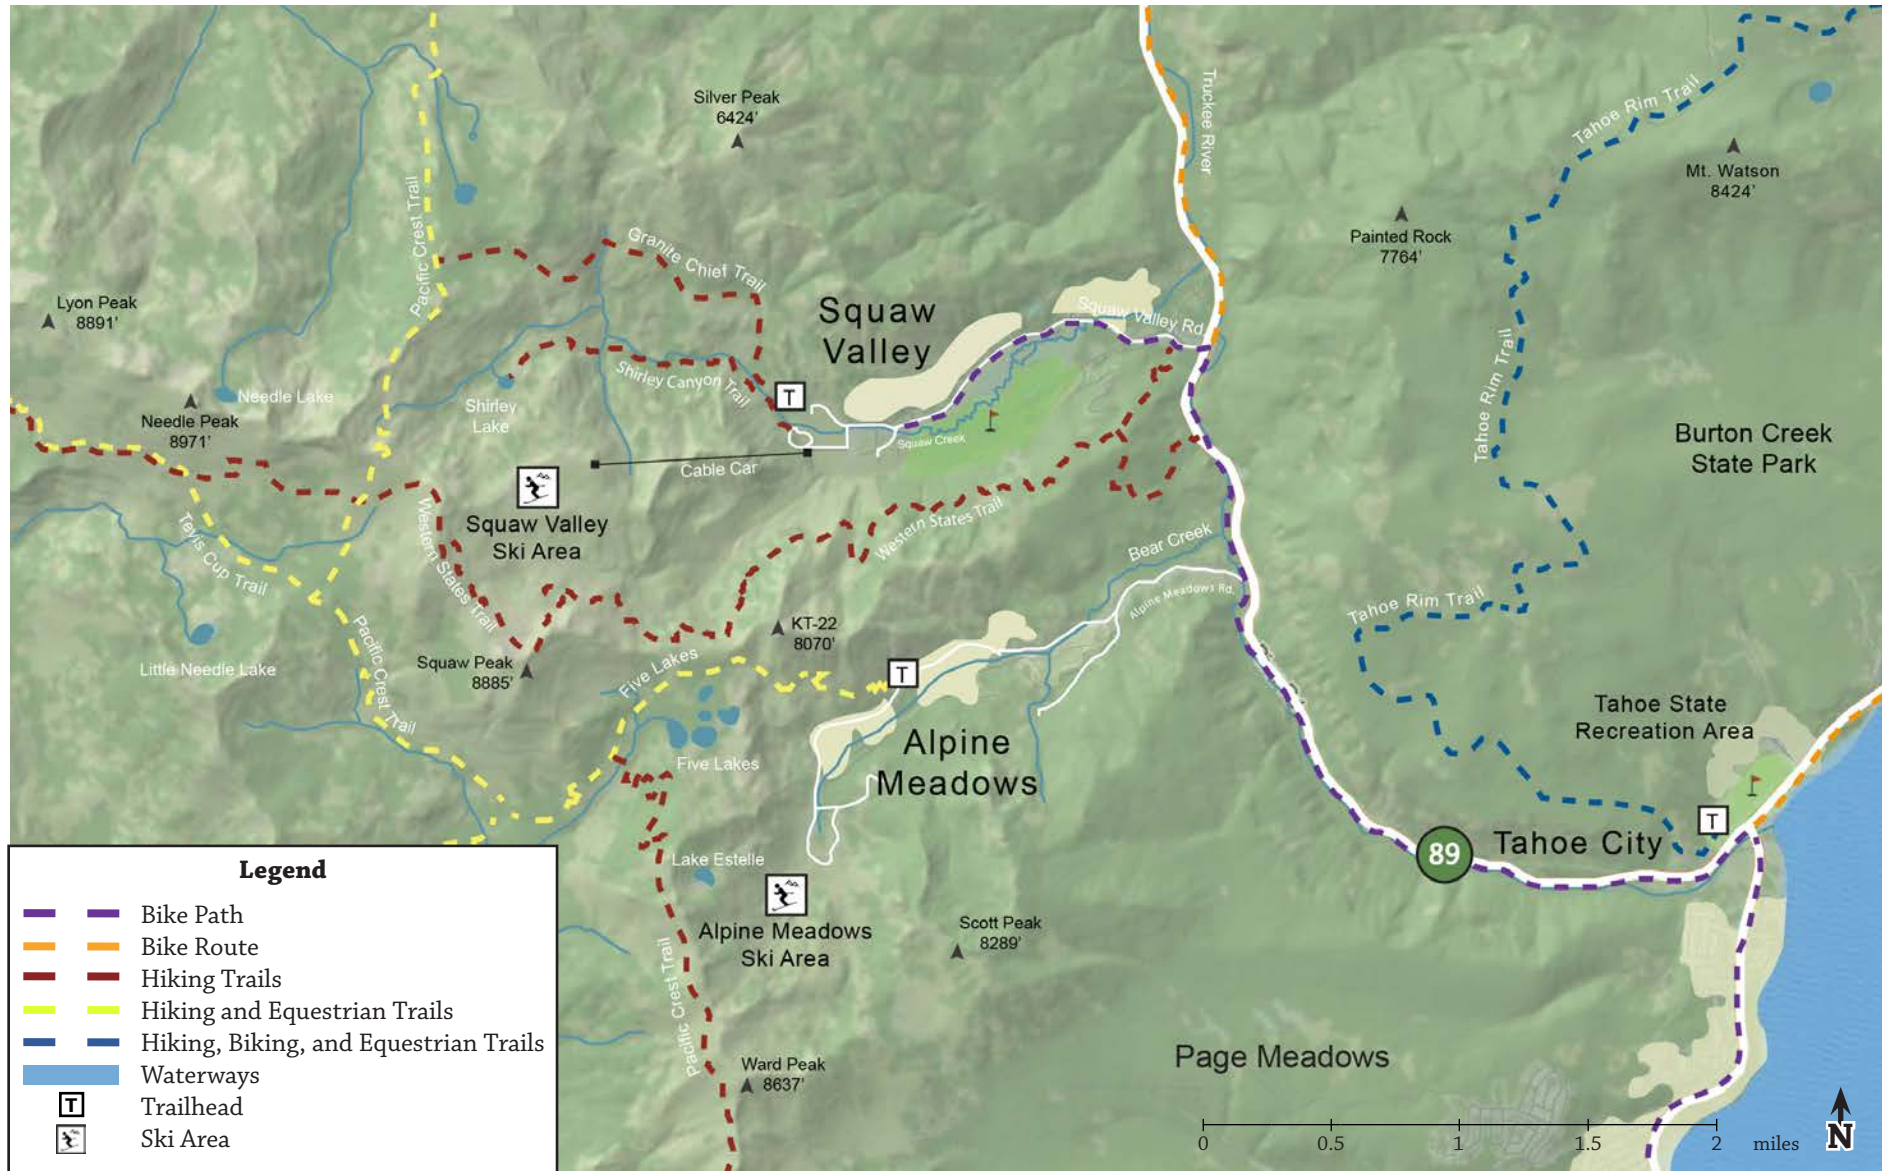 Silver Peak
6424'
Truckee River
Tahoe Rim Trail
Mt. Watson
8424'
Painted Rock
7764'
Pacific Crest Trail
Granite Chief Trail
Lyon Peak
8891'
Squaw
Valley
Squaw Valley Rd
Needle Lake
Needle Peak
8971'
Shirley
Lake
Shirley Canyon Trail
T
Squaw Creek
Cable Car
Tahoe Rim Trail
Burton Creek
State Park
Squaw Valley
Ski Area
Western States Trail
Western States Trail
Tevis Cup Trail
Bear Creek
Alpine Meadows Rd.
Tahoe Rim Trail
KT-22
8070'
Little Needle Lake
Squaw Peak
8885'
Pacific Crest Trail
Five Lakes
T
Five Lakes
Alpine
Meadows
Tahoe State
Recreation Area
T
Tahoe City
89
Lake Estelle
Alpine Meadows
Ski Area
Scott Peak
8289'
Pacific Crest Trail
Ward Peak
8637'
Page Meadows
Legend
Bike Path
Bike Route
Hiking Trails
Hiking and Equestrian Trails
Hiking, Biking, and Equestrian Trails
Waterways
T Trailhead
Ski Area
0 0.5 1 1.5 2 miles
N